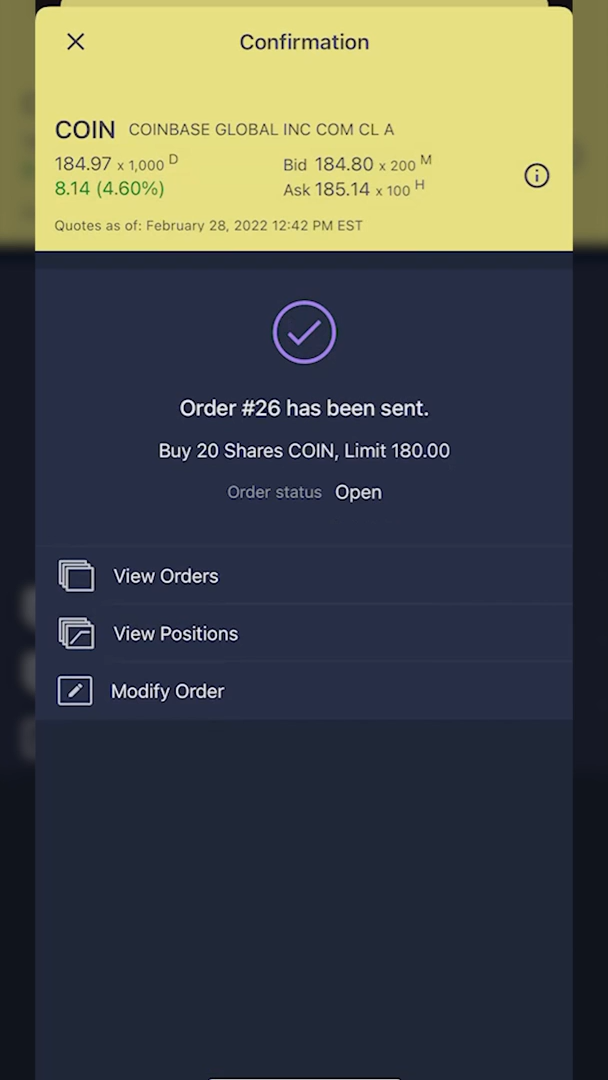 Confirmation
COIN COINBASE GLOBAL INC COM CL A
184.97 x 1,000 D Bid 184.80 x 200 M
8.14 (4.60%) Ask 185.14 x 100 H
Quotes as of: February 28, 2022 12:42 PM EST
Order #26 has been sent.
Buy 20 Shares COIN, Limit 180.00
Order status Open
View Orders
View Positions
Modify Order